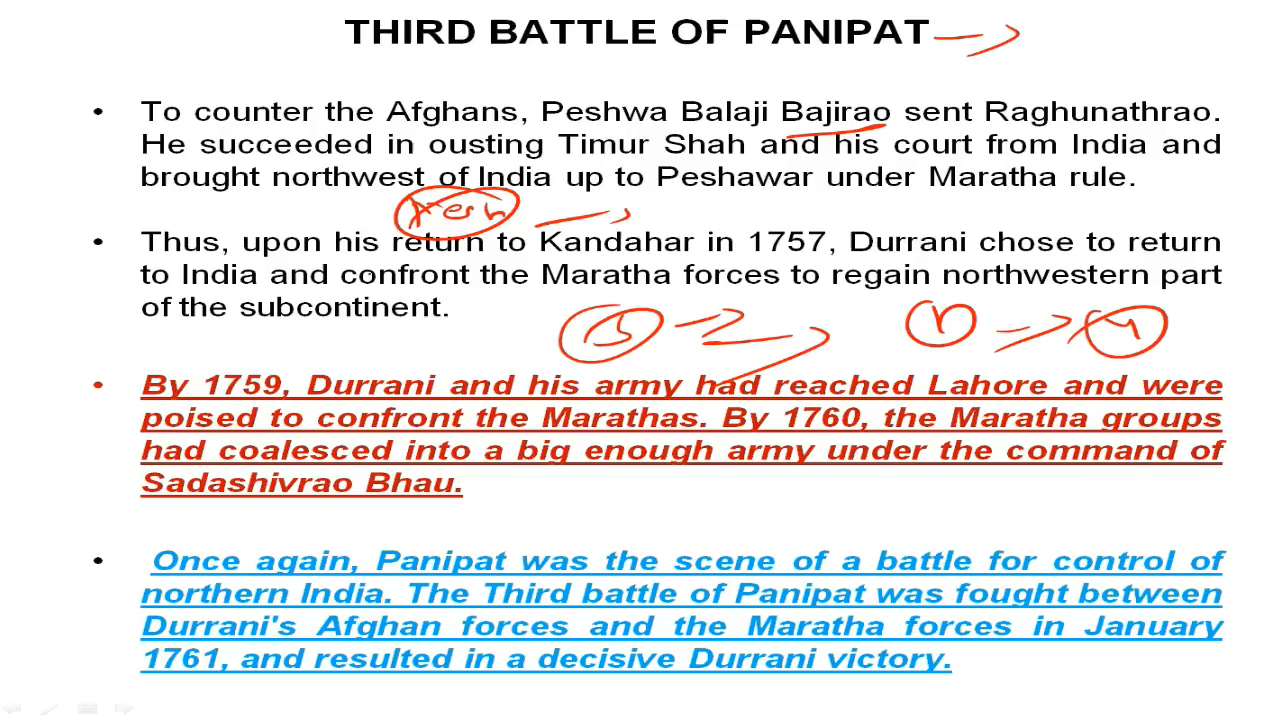 THIRD BATTLE OF PANIPAT
• To counter the Afghans, Peshwa Balaji Bajirao sent Raghunathrao.
He succeeded in ousting Timur Shah and his court from India and
brought northwest of India up to Peshawar under Maratha rule.
• Thus, upon his return to Kandahar in 1757, Durrani chose to return
to India and confront the Maratha forces to regain northwestern part
of the subcontinent.
• By 1759, Durrani and his army had reached Lahore and were
poised to confront the Marathas. By 1760, the Maratha groups
had coalesced into a big enough army under the command of
Sadashivrao Bhau.
• Once again, Panipat was the scene of a battle for control of
northern India. The Third battle of Panipat was fought between
Durrani's Afghan forces and the Maratha forces in January
1761, and resulted in a decisive Durrani victory.